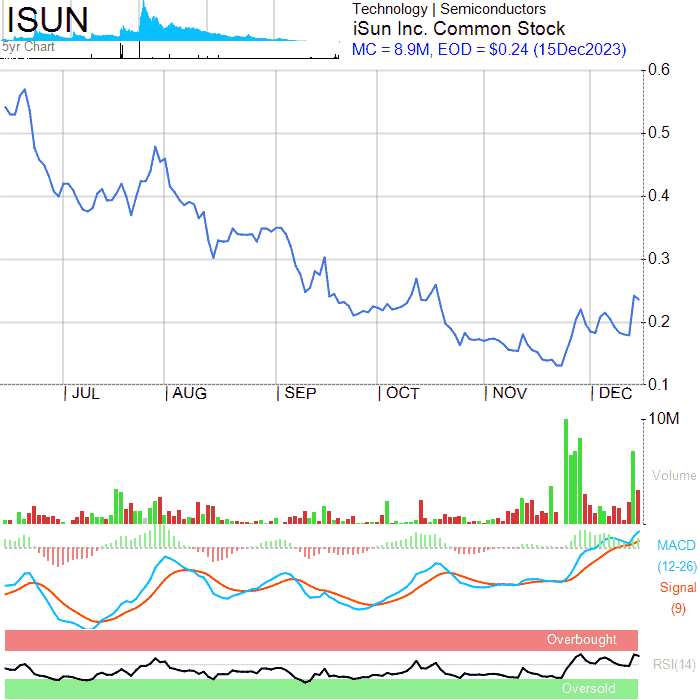 ISUN
5yr Chart
Technology | Semiconductors
iSun Inc. Common Stock
MC = 8.9M, EOD = $0.24 (15Dec2023)
0.6
0.5
0.4
0.3
0.2
0.1
JUL
AUG
SEP
OCT
NOV
DEC
10M
Volume
MACD
(12-26)
Signal
(9)
Overbought
RSI(14)
Oversold